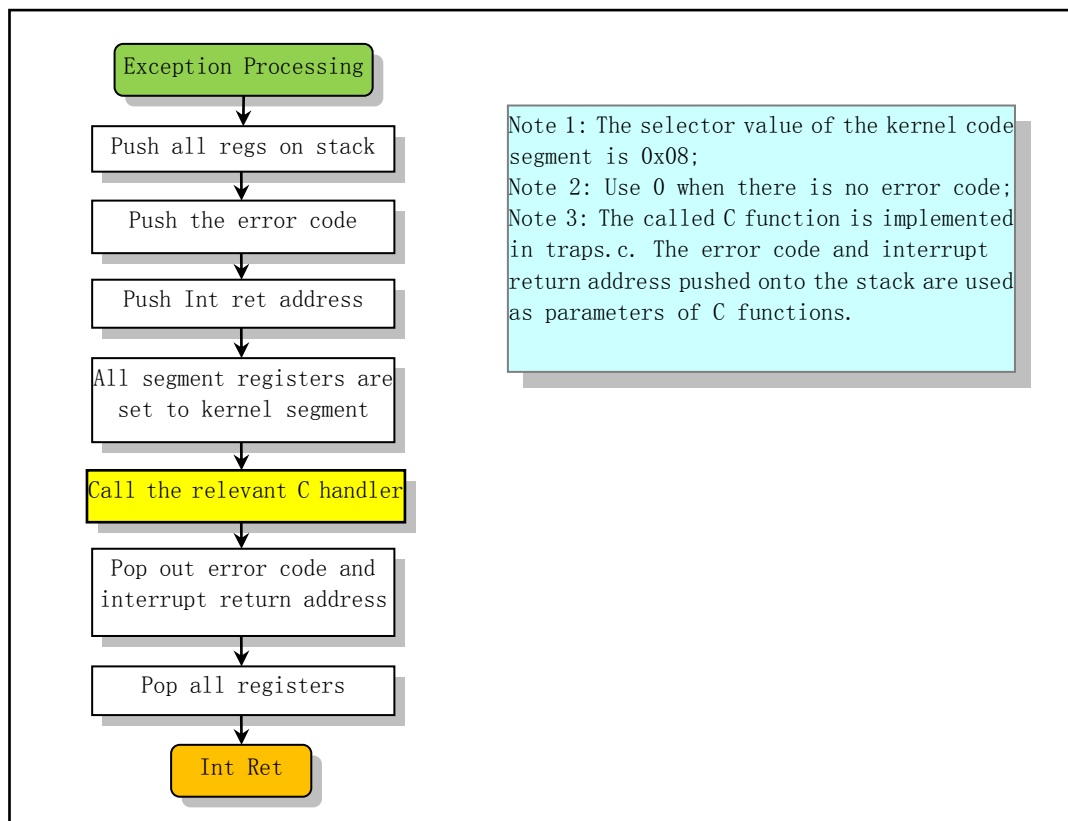 Exception Processing
Push all regs on stack
Push the error code
Push Int ret address
All segment registers are
set to kernel segment
Call the relevant C handler
Pop out error code and
interrupt return address
Pop all registers
Int Ret
Note 1: The selector value of the kernel code
segment is 0x08;
Note 2: Use 0 when there is no error code;
Note 3: The called C function is implemented
in traps.c. The error code and interrupt
return address pushed onto the stack are used
as parameters of C functions.